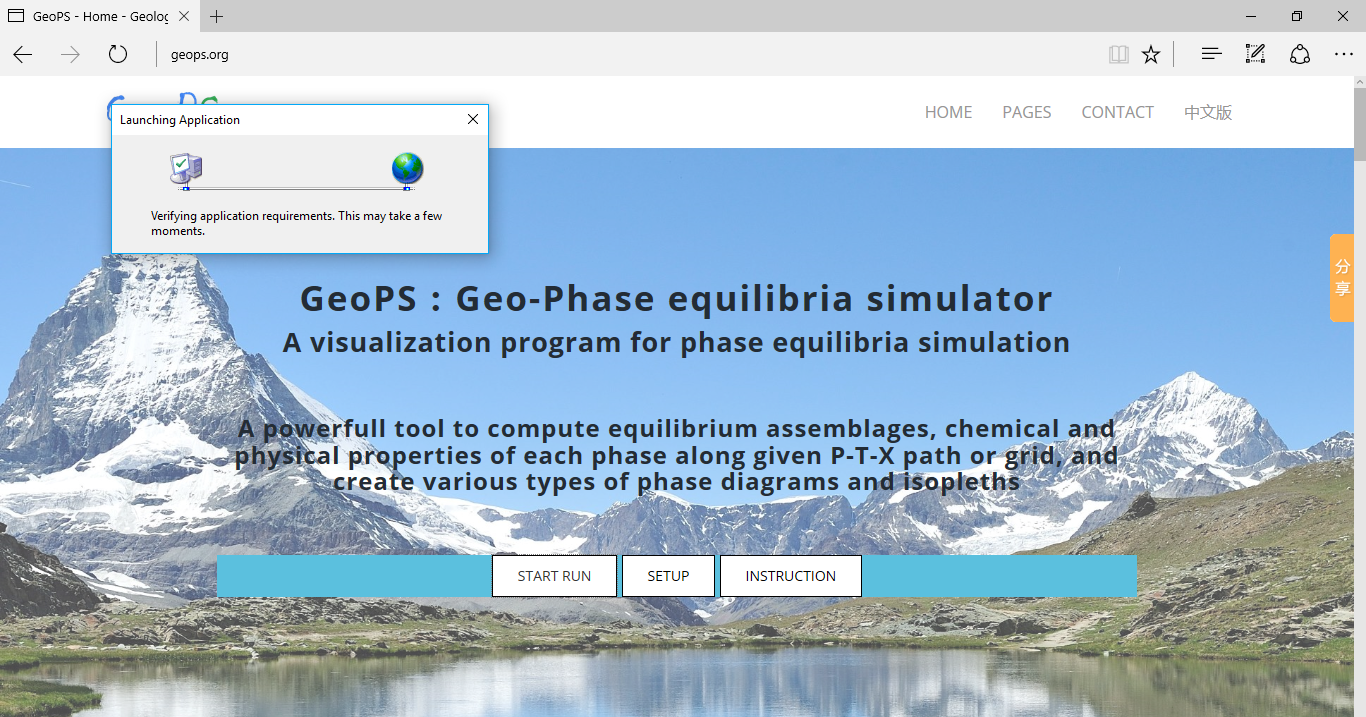 GeoPS - Home - Geolog
geops.org
HOME PAGES CONTACT 中文版
Launching Application
Verifying application requirements. This may take a few
moments.
分
享
GeoPS : Geo-Phase equilibria simulator
A visualization program for phase equilibria simulation
A powerfull tool to compute equilibrium assemblages, chemical and
physical properties of each phase along given P-T-X path or grid, and
create various types of phase diagrams and isopleths
START RUN SETUP INSTRUCTION